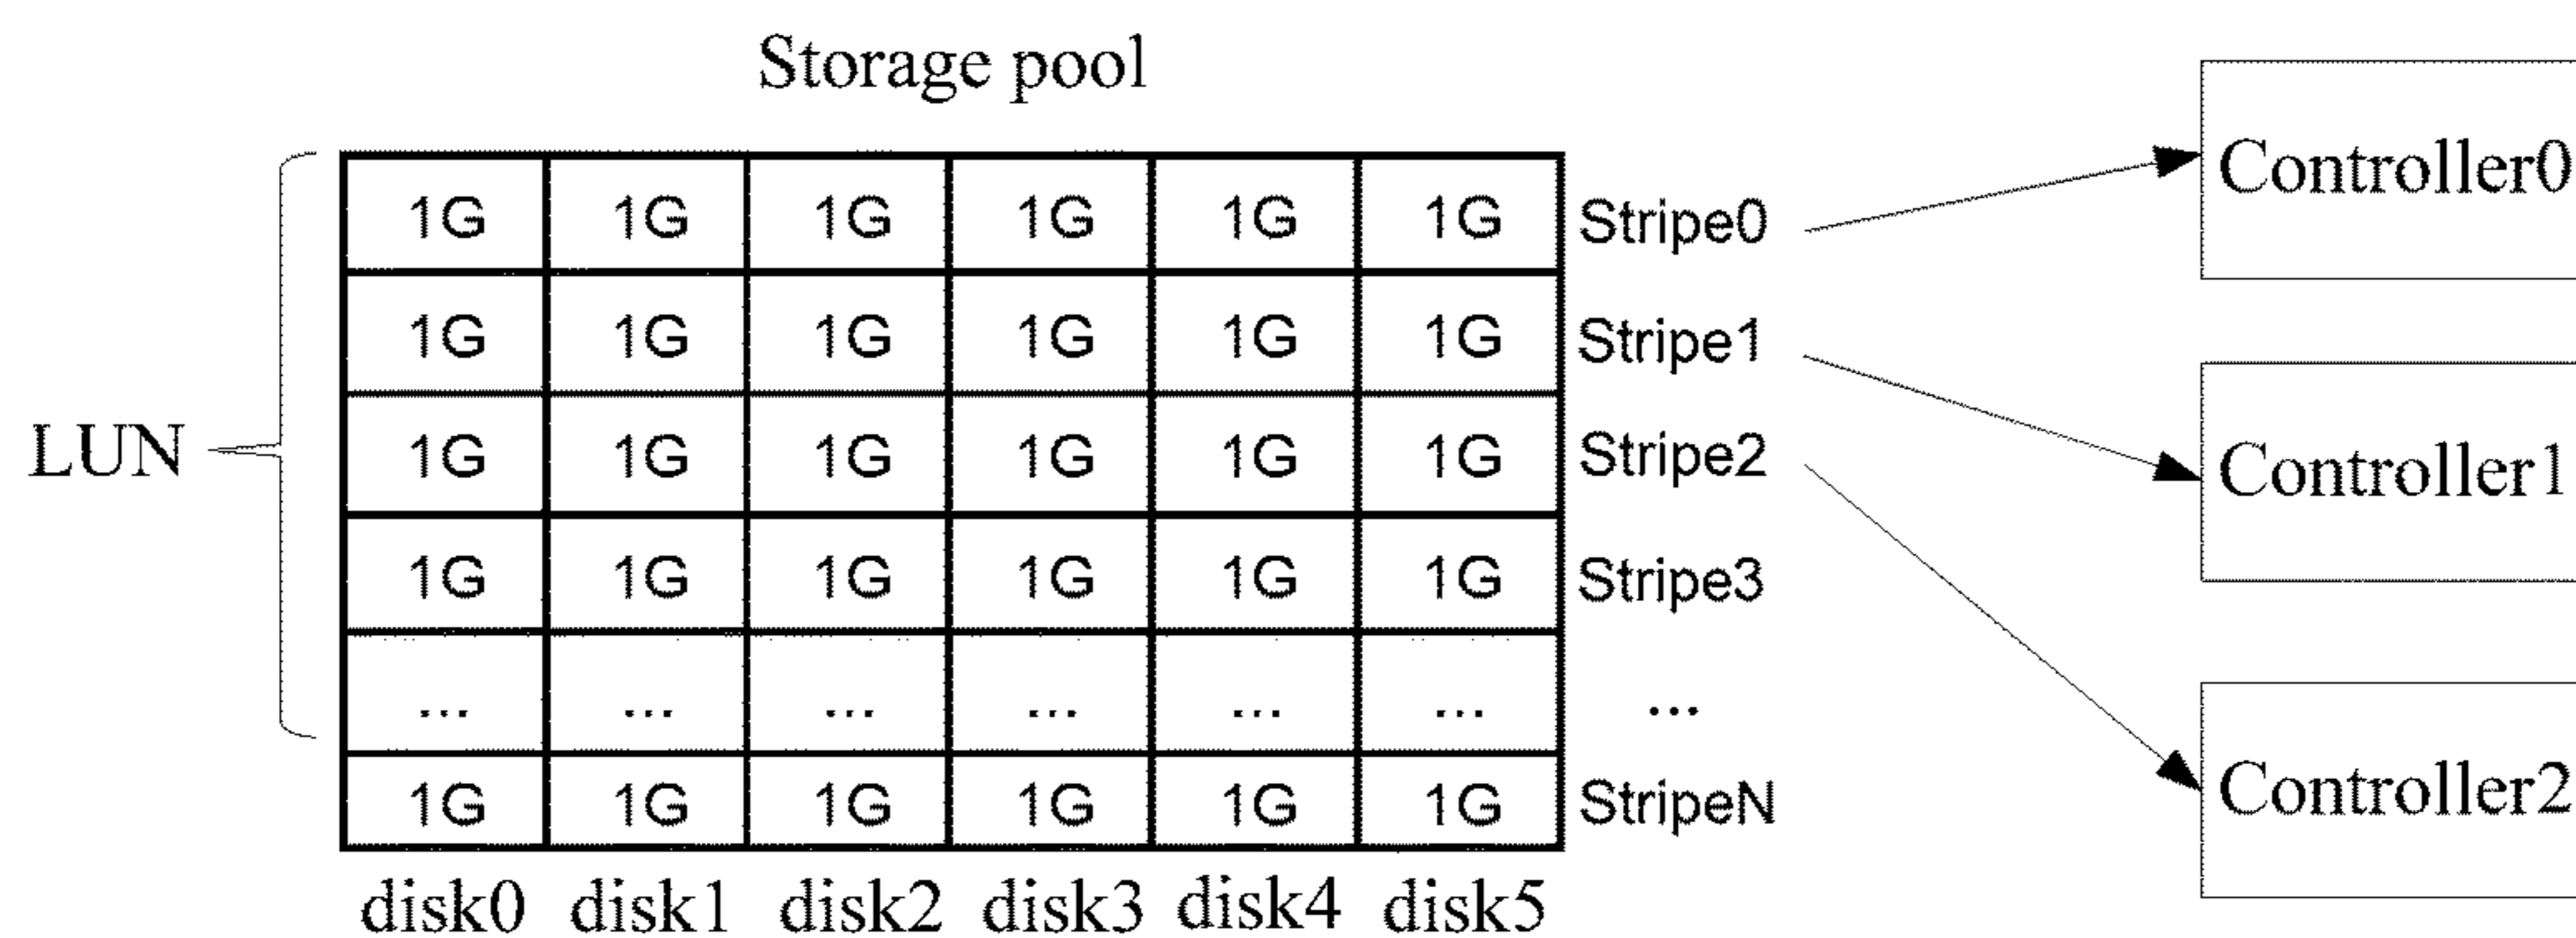 Storage pool
1G 1G 1G 1G 1G 1G Stripe0
Controller0
1G 1G 1G 1G 1G 1G Stripe1
LUN 1G 1G 1G 1G 1G 1G Stripe2
Controller1
1G 1G 1G 1G 1G 1G Stripe3
... ... ... ... ... ... ...
1G 1G 1G 1G 1G 1G StripeN
Controller2
disk0 disk1 disk2 disk3 disk4 disk5